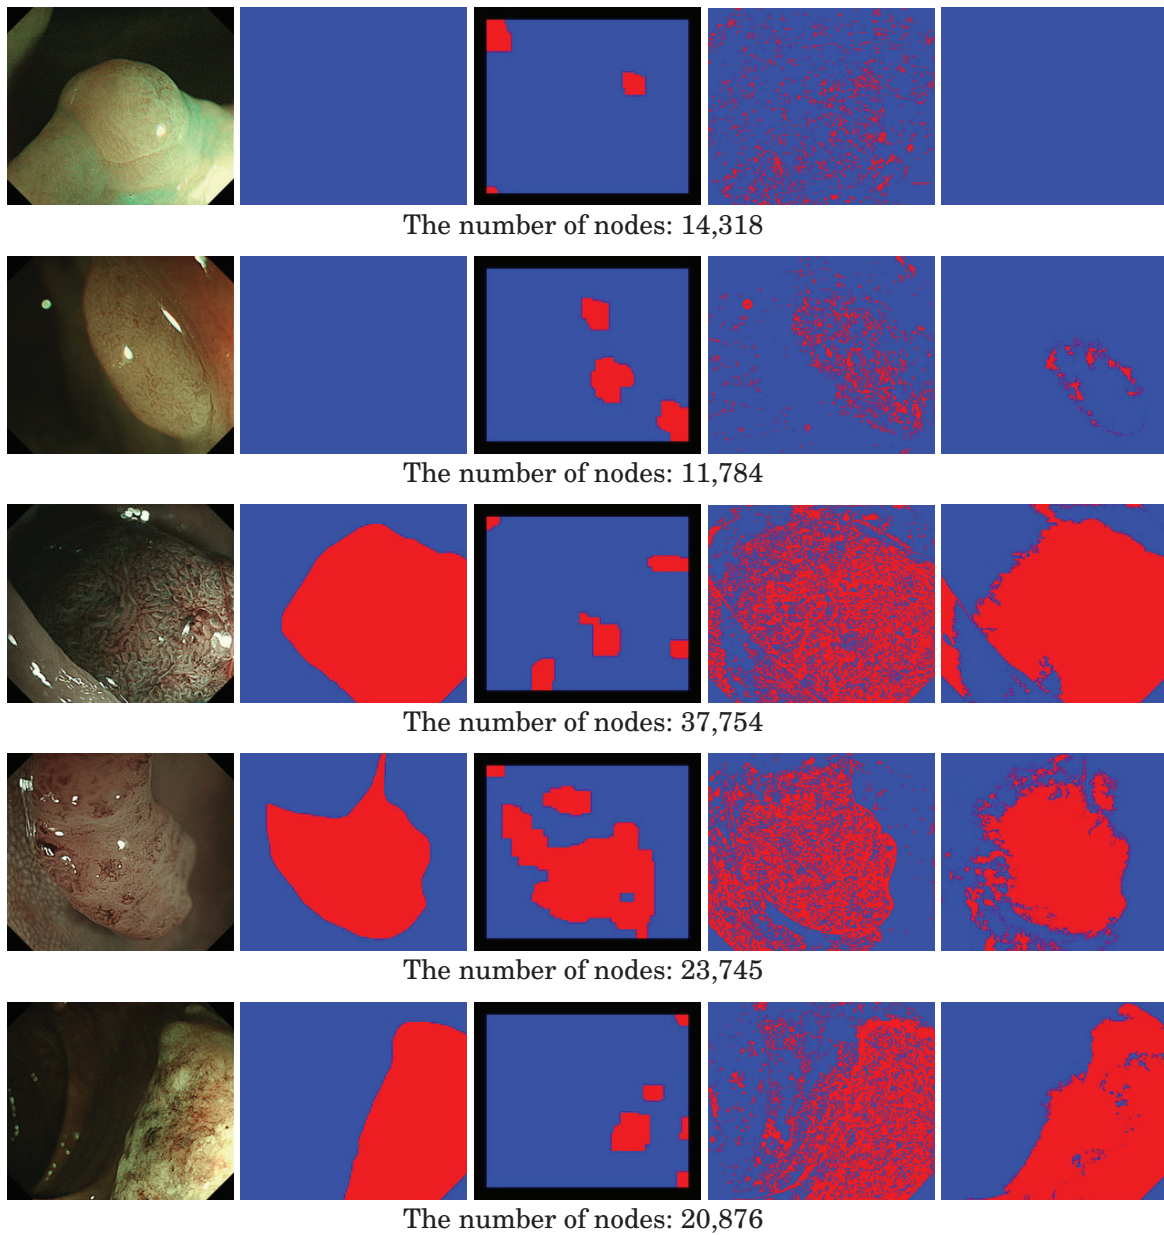 The number of nodes: 14,318
The number of nodes: 11,784
The number of nodes: 37,754
The number of nodes: 23,745
The number of nodes: 20,876